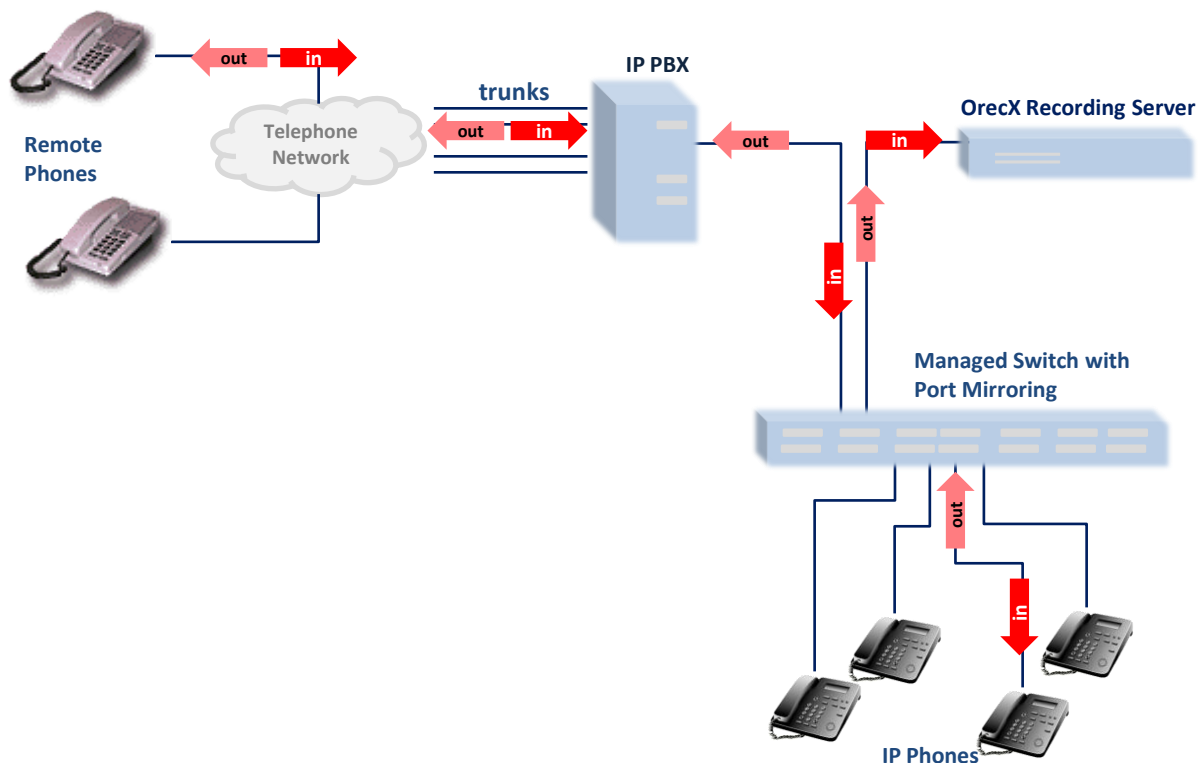 out
in
IP PBX
trunks
OrecX Recording Server
Remote
Phones
Telephone
Network
out
in
out
in
out
in
Managed Switch with
Port Mirroring
out
in
IP Phones